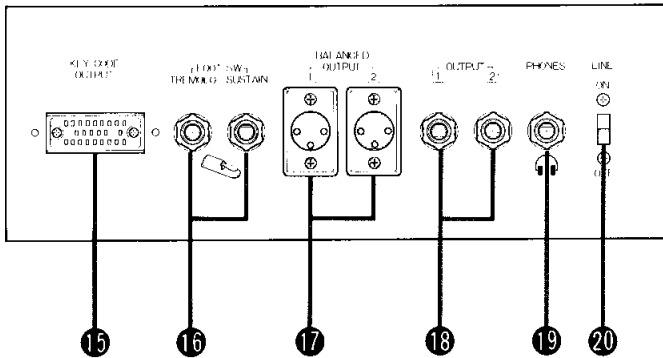 KEY CODE
OUTPUT
FOOT SW
TREMOLO SUSTAIN
BALANCED
OUTPUT
1 2
OUTPUT
1 2
PHONES
LINE
ON
OFF
15 16 17 18 19 20